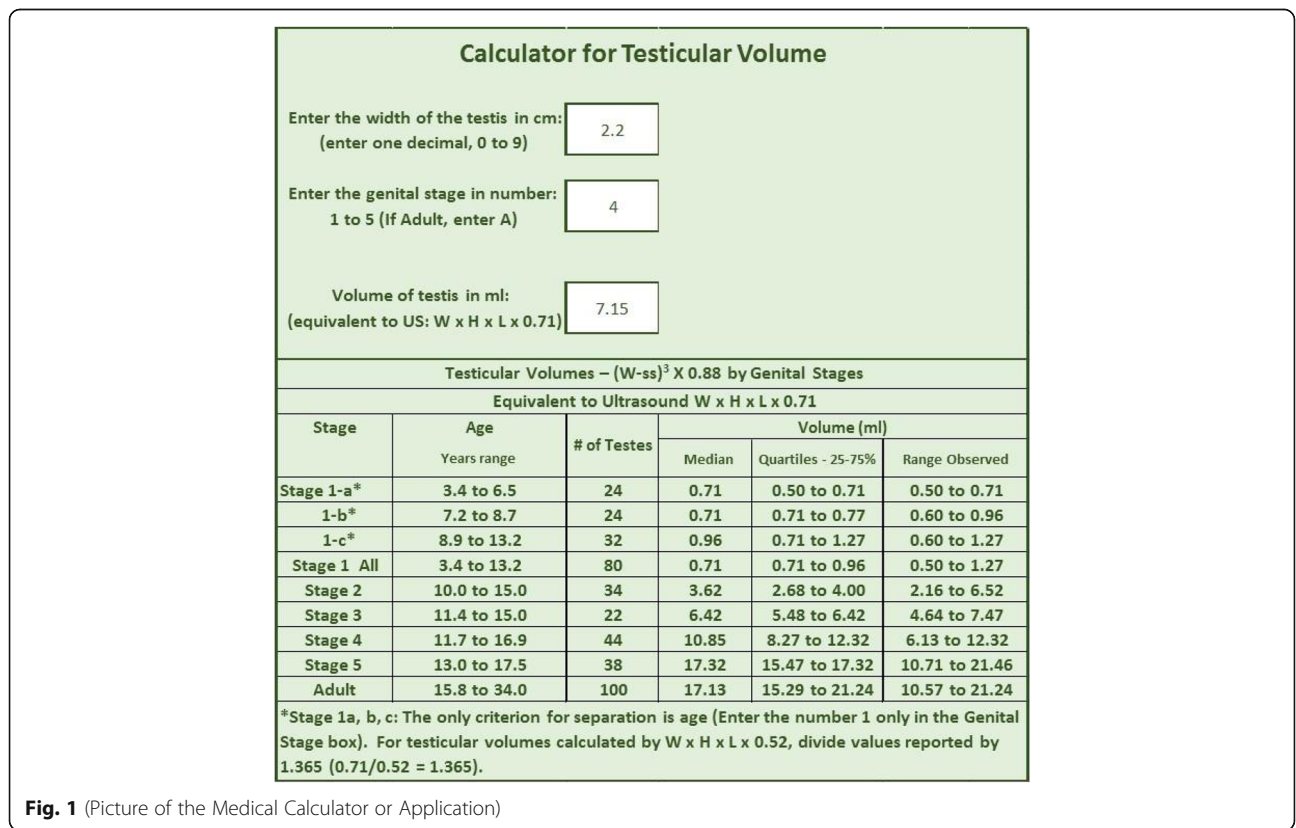 Calculator for Testicular Volume
Enter the width of the testis in cm:
(enter one decimal, 0 to 9)
2.2
Enter the genital stage in number:
1 to 5 (If Adult, enter A)
4
Volume of testis in ml:
(equivalent to US: W x H x L x 0.71)
7.15
Testicular Volumes – (W-ss)³ X 0.88 by Genital Stages
Equivalent to Ultrasound W x H x L x 0.71
Stage Age # of Testes Volume (ml)
Years range Median Quartiles - 25-75% Range Observed
Stage 1-a* 3.4 to 6.5 24 0.71 0.50 to 0.71 0.50 to 0.71
1-b* 7.2 to 8.7 24 0.71 0.71 to 0.77 0.60 to 0.96
1-c* 8.9 to 13.2 32 0.96 0.71 to 1.27 0.60 to 1.27
Stage 1 All 3.4 to 13.2 80 0.71 0.71 to 0.96 0.50 to 1.27
Stage 2 10.0 to 15.0 34 3.62 2.68 to 4.00 2.16 to 6.52
Stage 3 11.4 to 15.0 22 6.42 5.48 to 6.42 4.64 to 7.47
Stage 4 11.7 to 16.9 44 10.85 8.27 to 12.32 6.13 to 12.32
Stage 5 13.0 to 17.5 38 17.32 15.47 to 17.32 10.71 to 21.46
Adult 15.8 to 34.0 100 17.13 15.29 to 21.24 10.57 to 21.24
*Stage 1a, b, c: The only criterion for separation is age (Enter the number 1 only in the Genital
Stage box). For testicular volumes calculated by W x H x L x 0.52, divide values reported by
1.365 (0.71/0.52 = 1.365).
Fig. 1 (Picture of the Medical Calculator or Application)